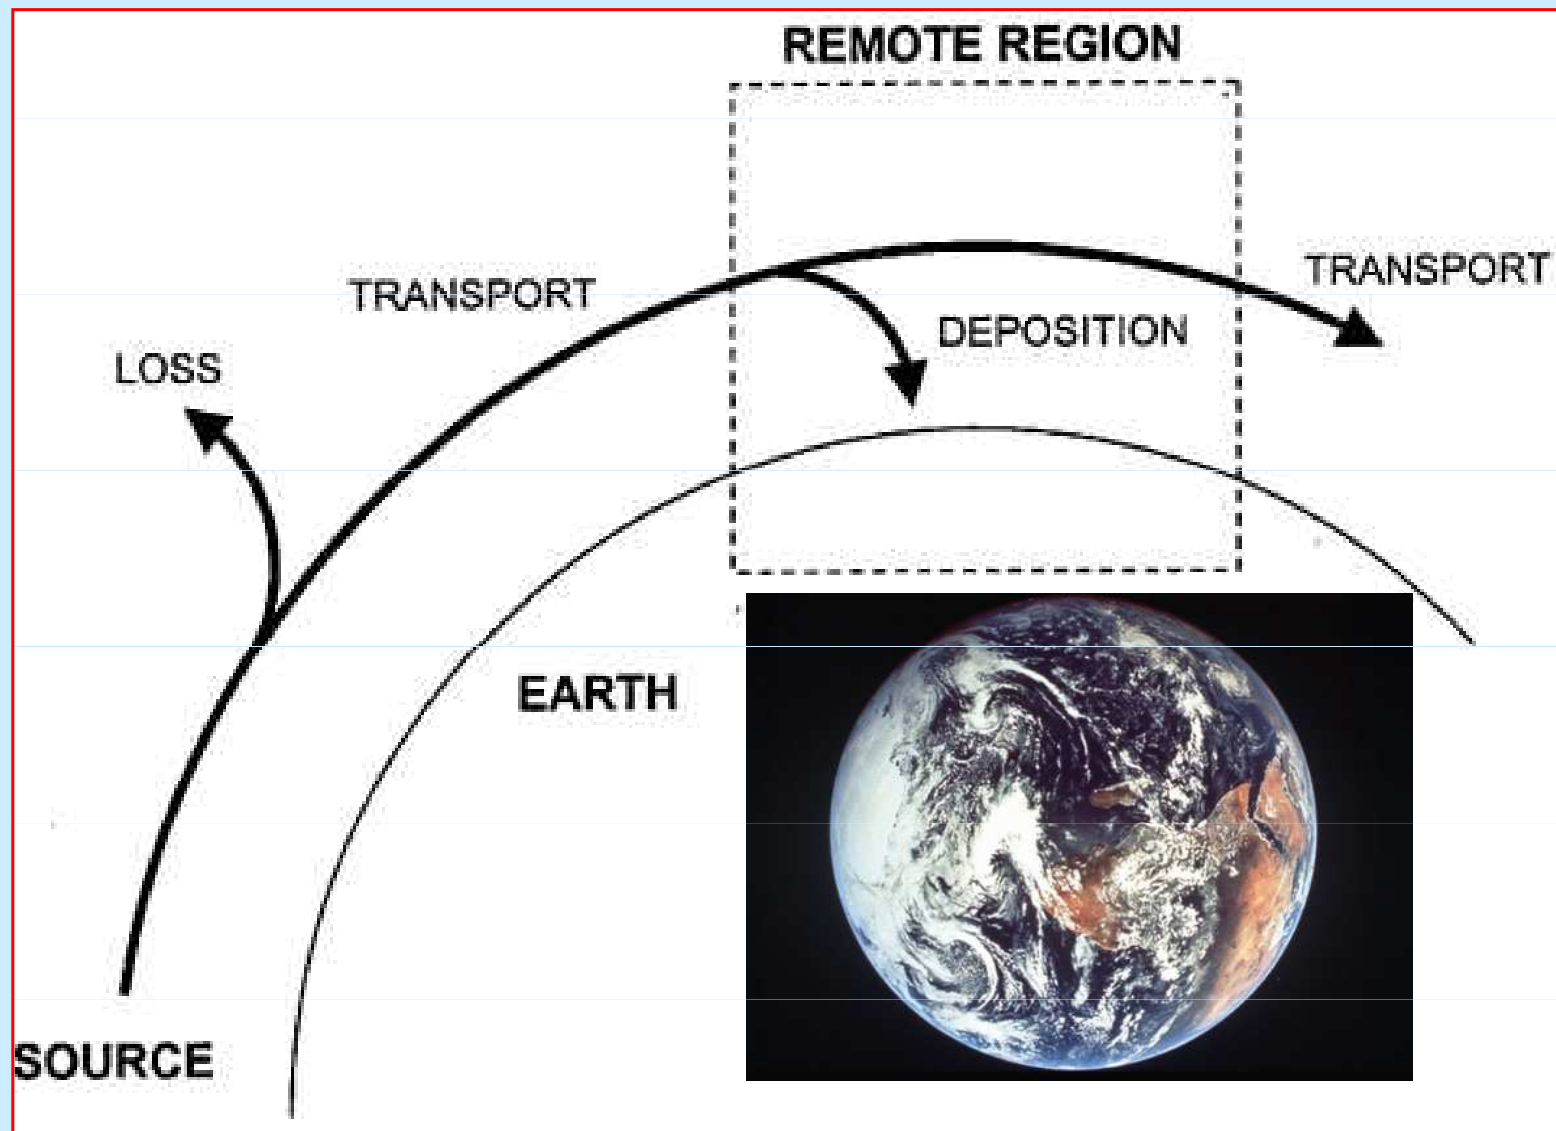 REMOTE REGION
TRANSPORT
TRANSPORT
DEPOSITION
LOSS
EARTH
SOURCE